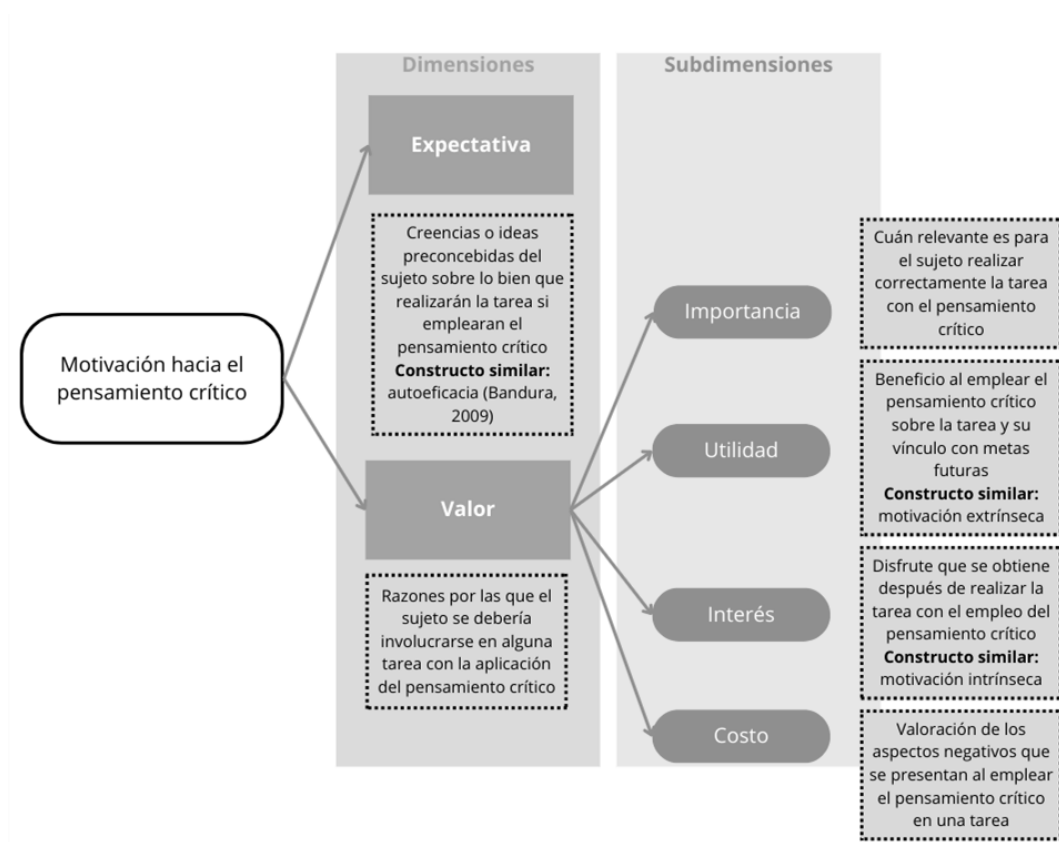 Dimensiones
Subdimensiones
Motivación hacia el
pensamiento crítico
Expectativa
Creencias o ideas
preconcebidas del
sujeto sobre lo bien que
realizarán la tarea si
emplearan el
pensamiento crítico
Constructo similar:
autoeficacia (Bandura,
2009)
Valor
Razones por las que el
sujeto se debería
involucrarse en alguna
tarea con la aplicación
del pensamiento crítico
Importancia
Cuán relevante es para
el sujeto realizar
correctamente la tarea
con el pensamiento
crítico
Utilidad
Beneficio al emplear el
pensamiento crítico
sobre la tarea y su
vínculo con metas
futuras
Constructo similar:
motivación extrínseca
Interés
Disfrute que se obtiene
después de realizar la
tarea con el empleo del
pensamiento crítico
Constructo similar:
motivación intrínseca
Costo
Valoración de los
aspectos negativos que
se presentan al emplear
el pensamiento crítico
en una tarea